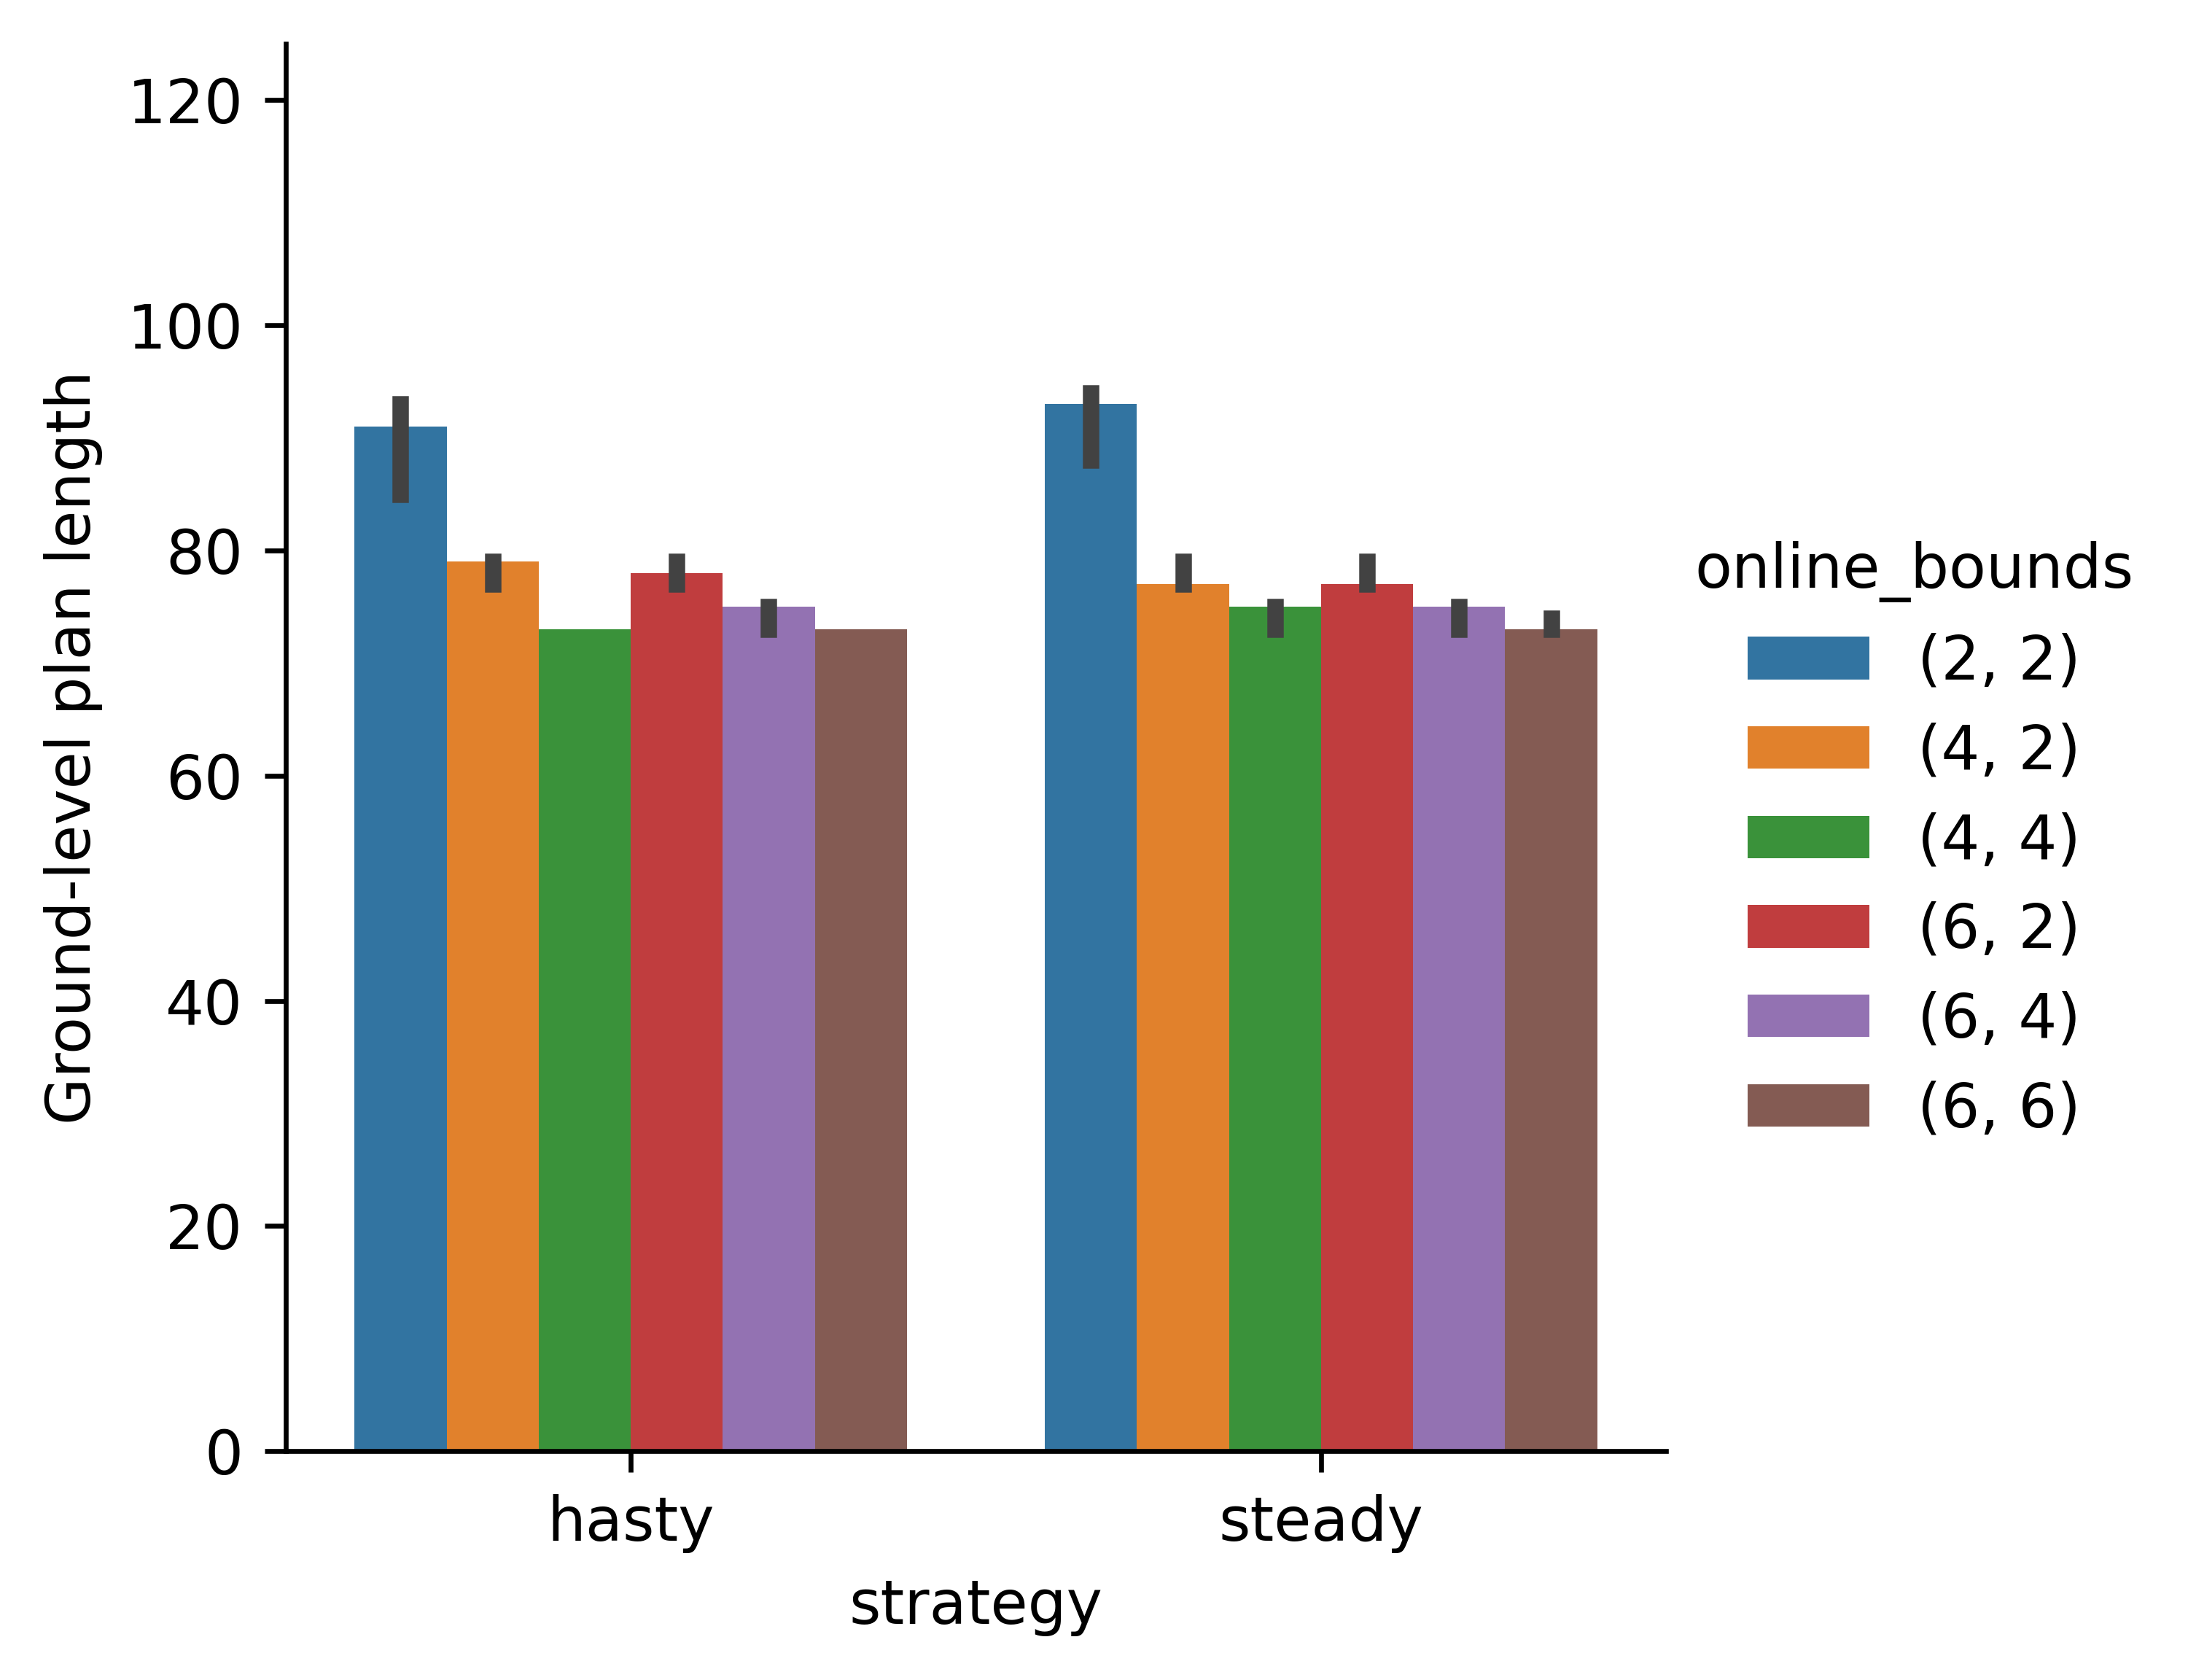 Ground-level plan length
120
100
80
60
40
20
0
hasty
steady
strategy
online_bounds
(2, 2)
(4, 2)
(4, 4)
(6, 2)
(6, 4)
(6, 6)